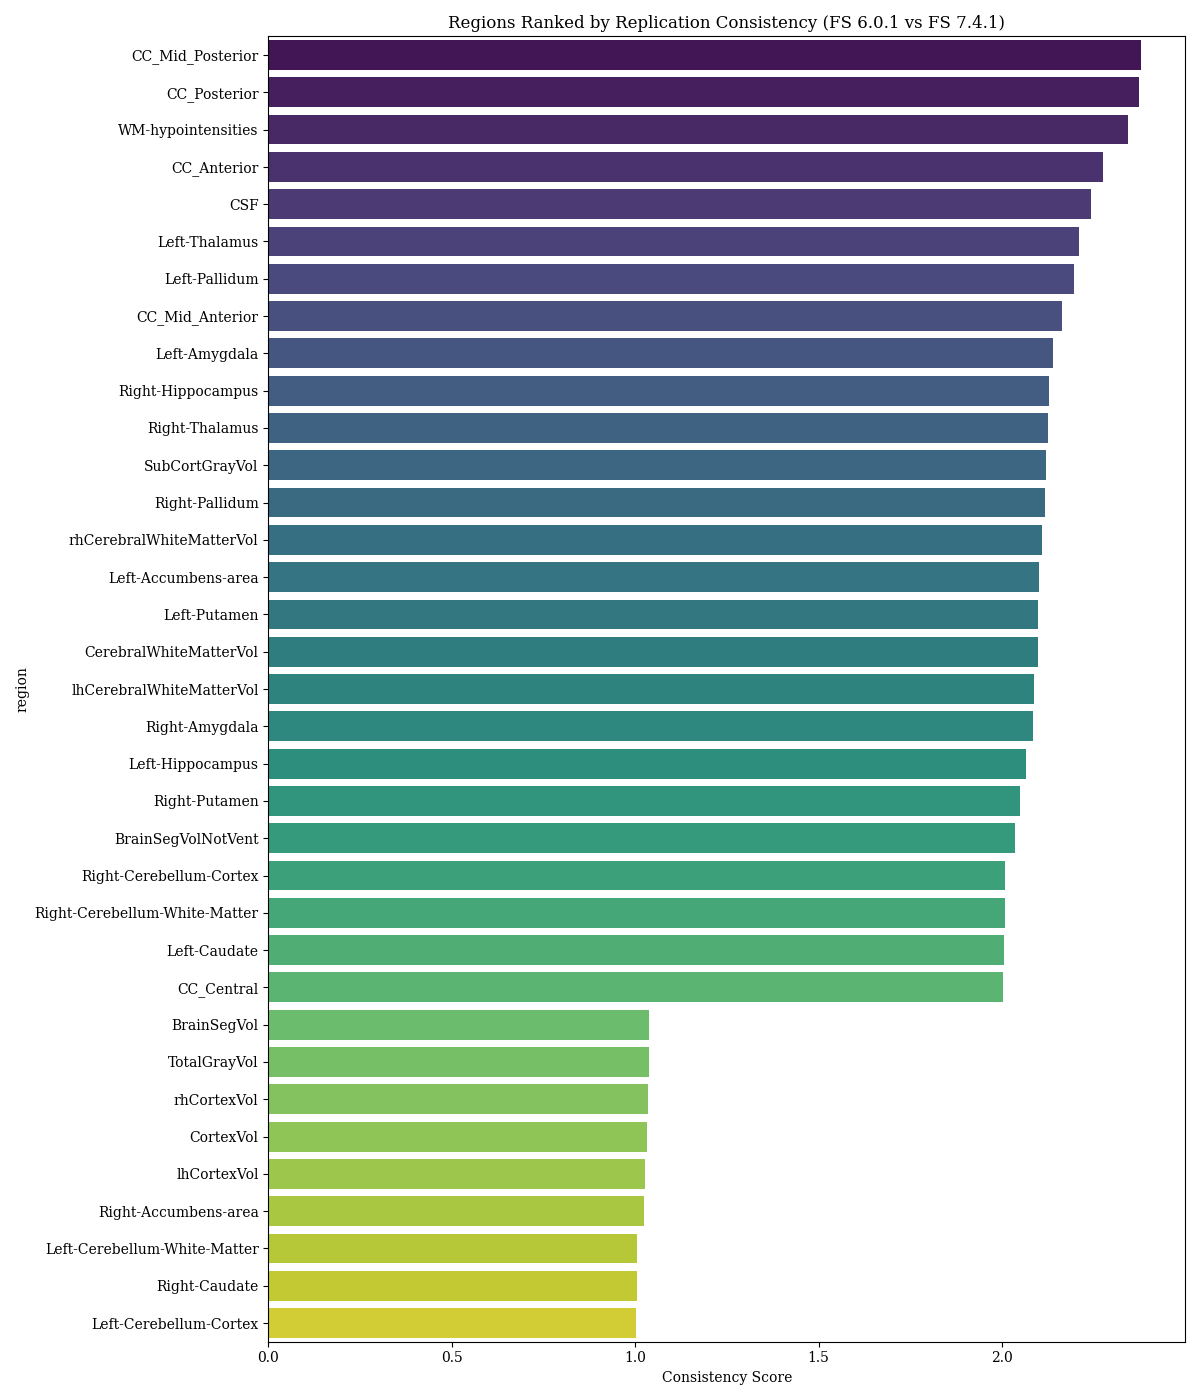 Regions Ranked by Replication Consistency (FS 6.0.1 vs FS 7.4.1)
CC_Mid_Posterior
CC_Posterior
WM-hypointensities
CC_Anterior
CSF
Left-Thalamus
Left-Pallidum
CC_Mid_Anterior
Left-Amygdala
Right-Hippocampus
Right-Thalamus
SubCortGrayVol
Right-Pallidum
rhCerebralWhiteMatterVol
Left-Accumbens-area
Left-Putamen
CerebralWhiteMatterVol
lhCerebralWhiteMatterVol
Right-Amygdala
Left-Hippocampus
Right-Putamen
BrainSegVolNotVent
Right-Cerebellum-Cortex
Right-Cerebellum-White-Matter
Left-Caudate
CC_Central
BrainSegVol
TotalGrayVol
rhCortexVol
CortexVol
lhCortexVol
Right-Accumbens-area
Left-Cerebellum-White-Matter
Right-Caudate
Left-Cerebellum-Cortex
region
0.0 0.5 1.0 1.5 2.0
Consistency Score